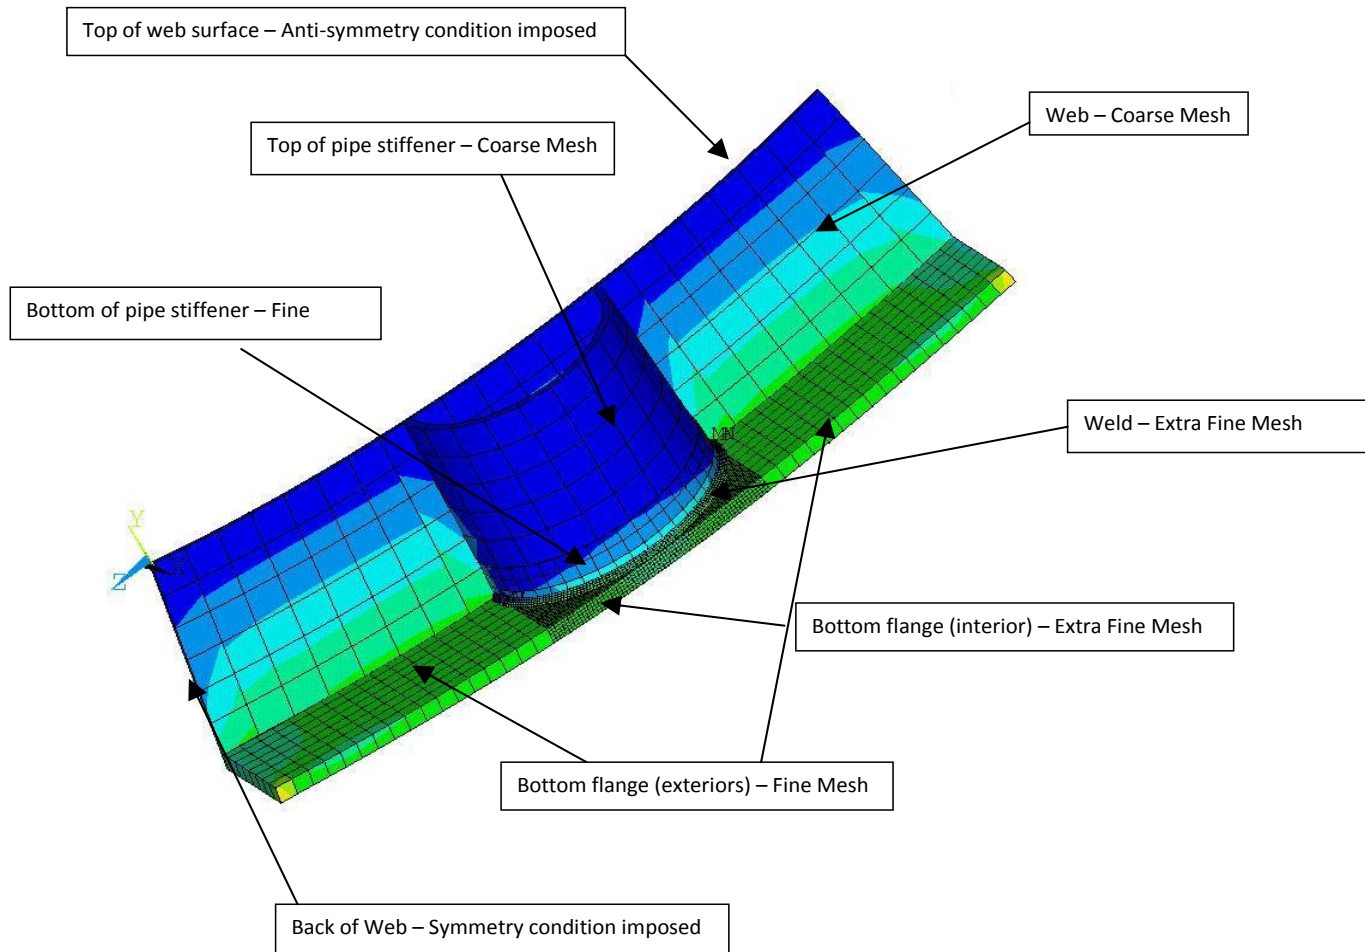 Top of web surface – Anti-symmetry condition imposed
Web – Coarse Mesh
Top of pipe stiffener – Coarse Mesh
Bottom of pipe stiffener – Fine
Weld – Extra Fine Mesh
Y
Z
X
Bottom flange (interior) – Extra Fine Mesh
Bottom flange (exteriors) – Fine Mesh
Back of Web – Symmetry condition imposed